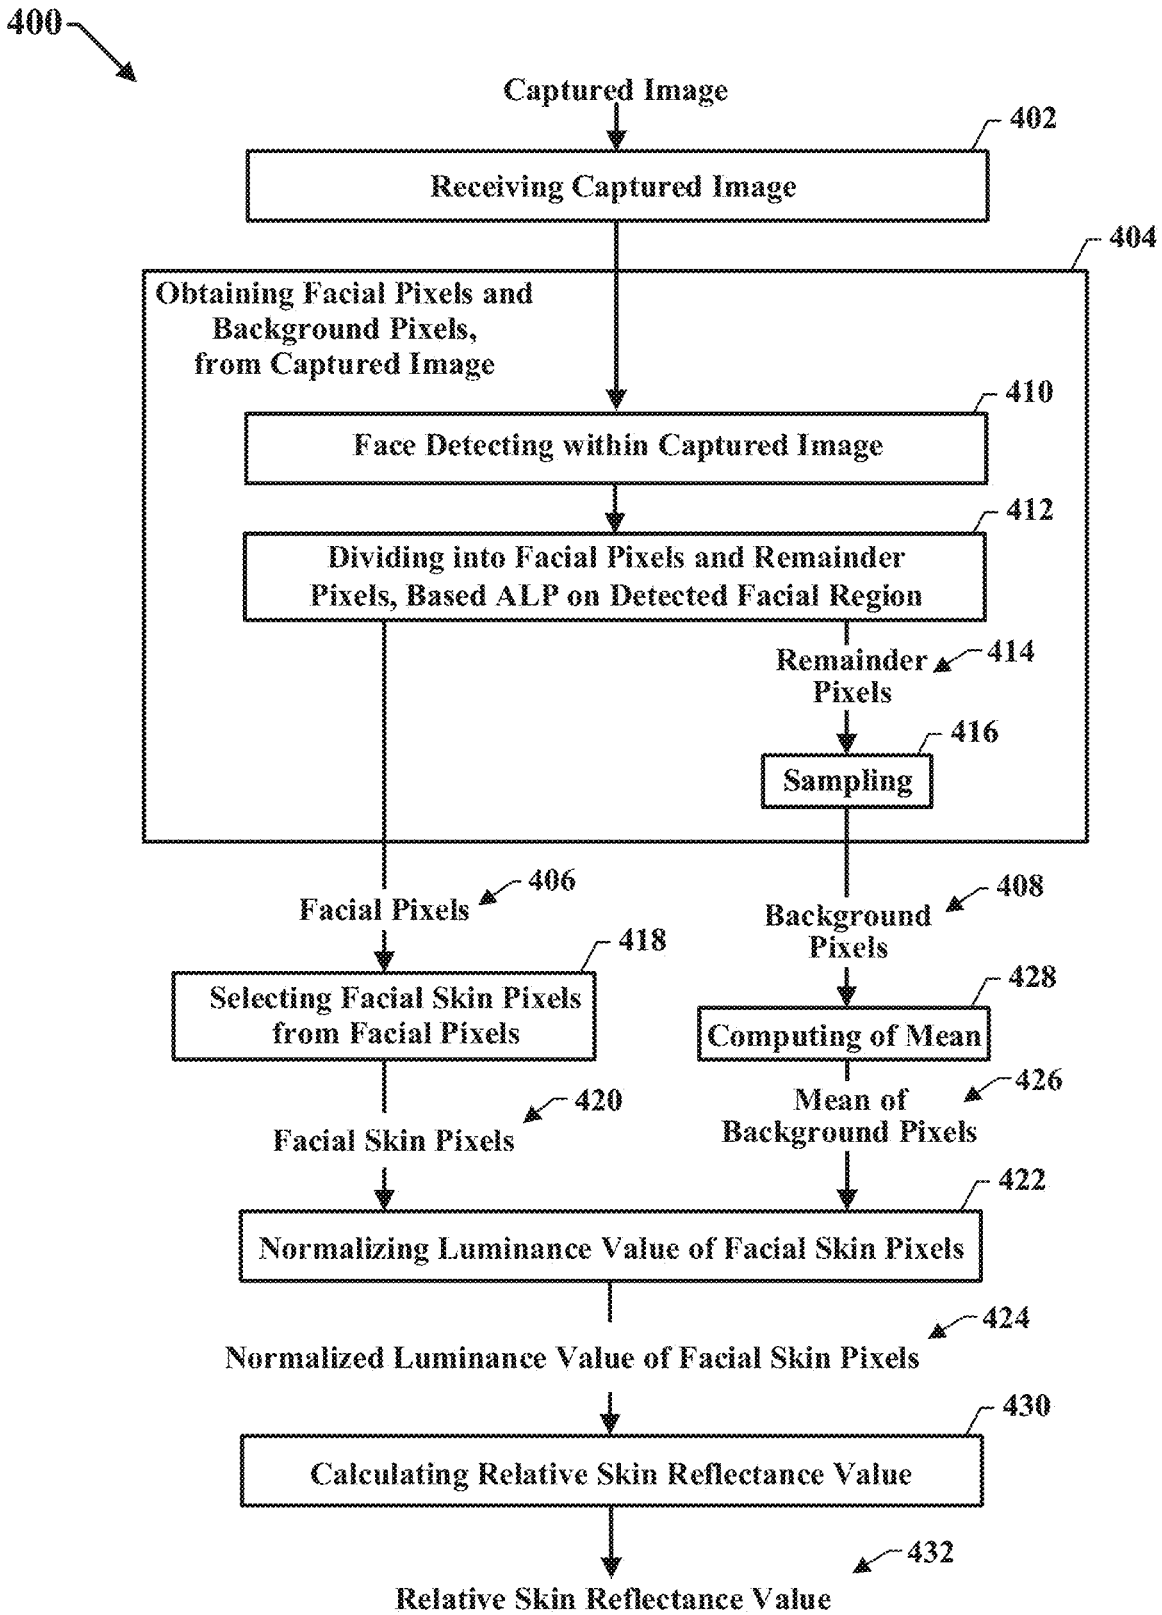 400
Captured Image
402
Receiving Captured Image
404
Obtaining Facial Pixels and
Background Pixels,
from Captured Image
410
Face Detecting within Captured Image
412
Dividing into Facial Pixels and Remainder
Pixels, Based ALP on Detected Facial Region
Remainder
Pixels
414
416
Sampling
406
Facial Pixels
408
Background
Pixels
418
Selecting Facial Skin Pixels
from Facial Pixels
428
Computing of Mean
420
Facial Skin Pixels
426
Mean of
Background Pixels
422
Normalizing Luminance Value of Facial Skin Pixels
424
Normalized Luminance Value of Facial Skin Pixels
430
Calculating Relative Skin Reflectance Value
432
Relative Skin Reflectance Value